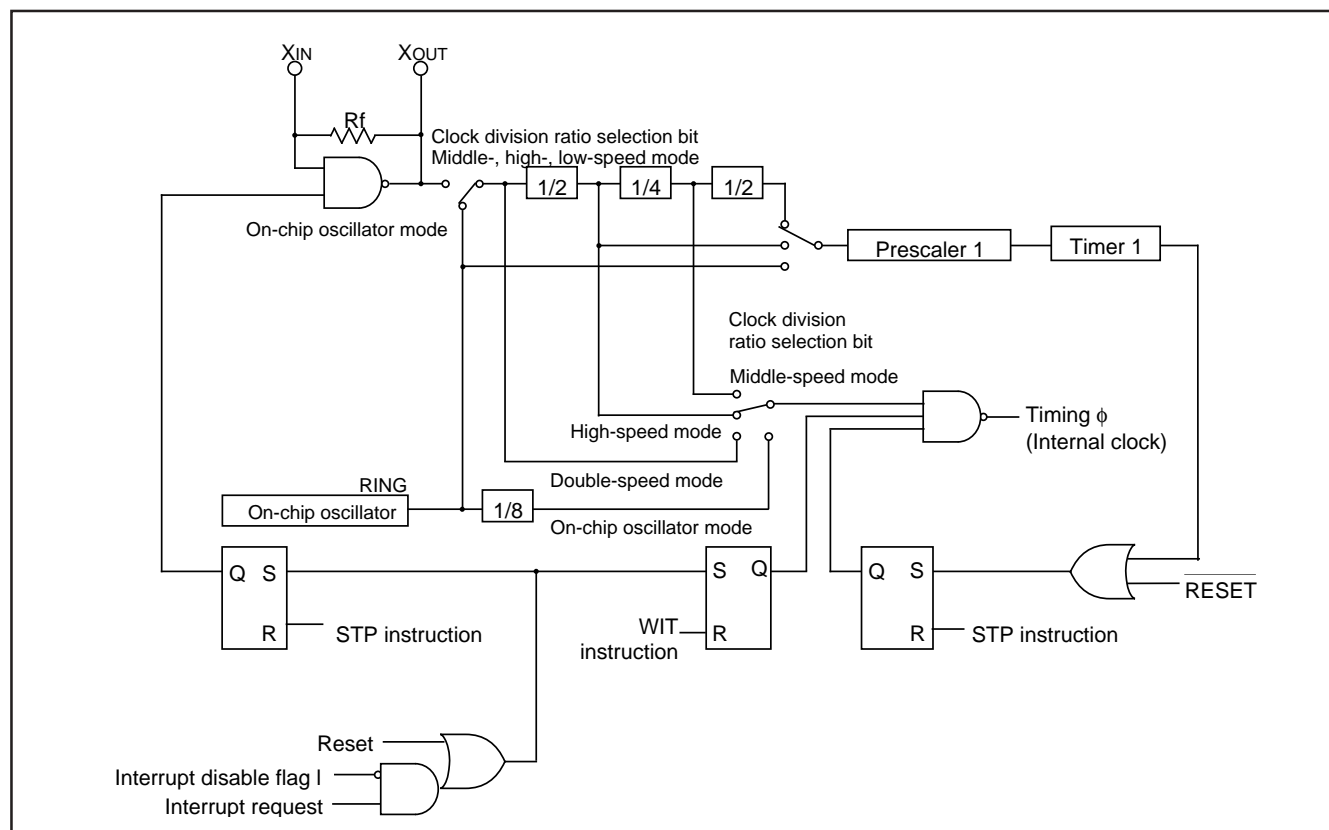 XIN
XOUT
Rf
Clock division ratio selection bit
Middle-, high-, low-speed mode
1/2
1/4
1/2
On-chip oscillator mode
Prescaler 1
Timer 1
Clock division
ratio selection bit
Middle-speed mode
High-speed mode
Timing ϕ
(Internal clock)
Double-speed mode
RING
On-chip oscillator
1/8
On-chip oscillator mode
Q S
R
STP instruction
S Q
R
WIT
instruction
Q S
R
STP instruction
RESET
Reset
Interrupt disable flag I
Interrupt request